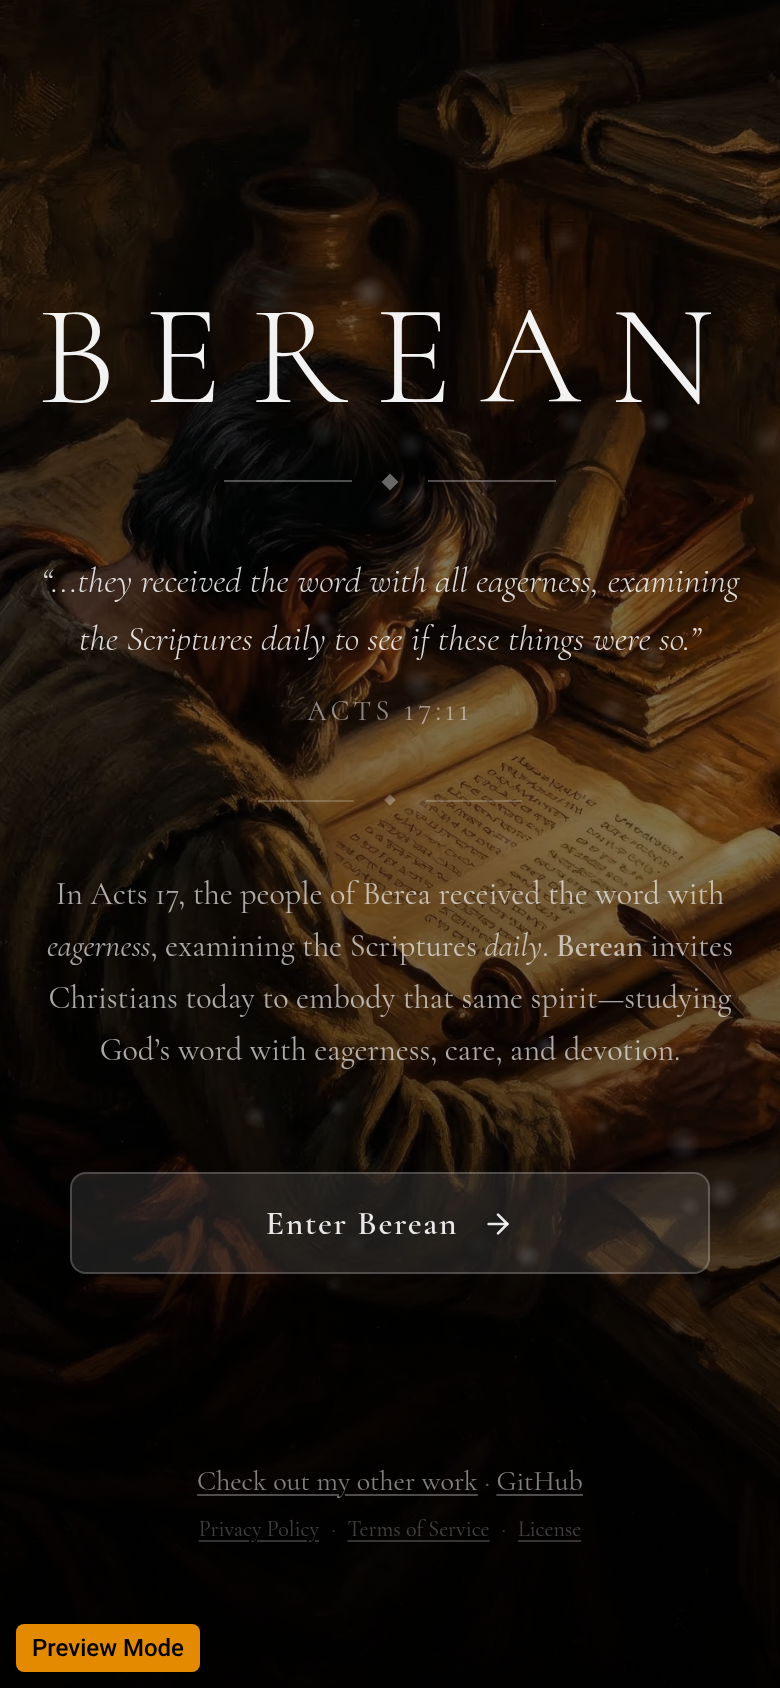 BEREAN
“...they received the word with all eagerness, examining
the Scriptures daily to see if these things were so.”
ACTS 17:11
In Acts 17, the people of Berea received the word with
eagerness, examining the Scriptures daily. Berean invites
Christians today to embody that same spirit—studying
God’s word with eagerness, care, and devotion.
Enter Berean →
Check out my other work · GitHub
Privacy Policy · Terms of Service · License
Preview Mode